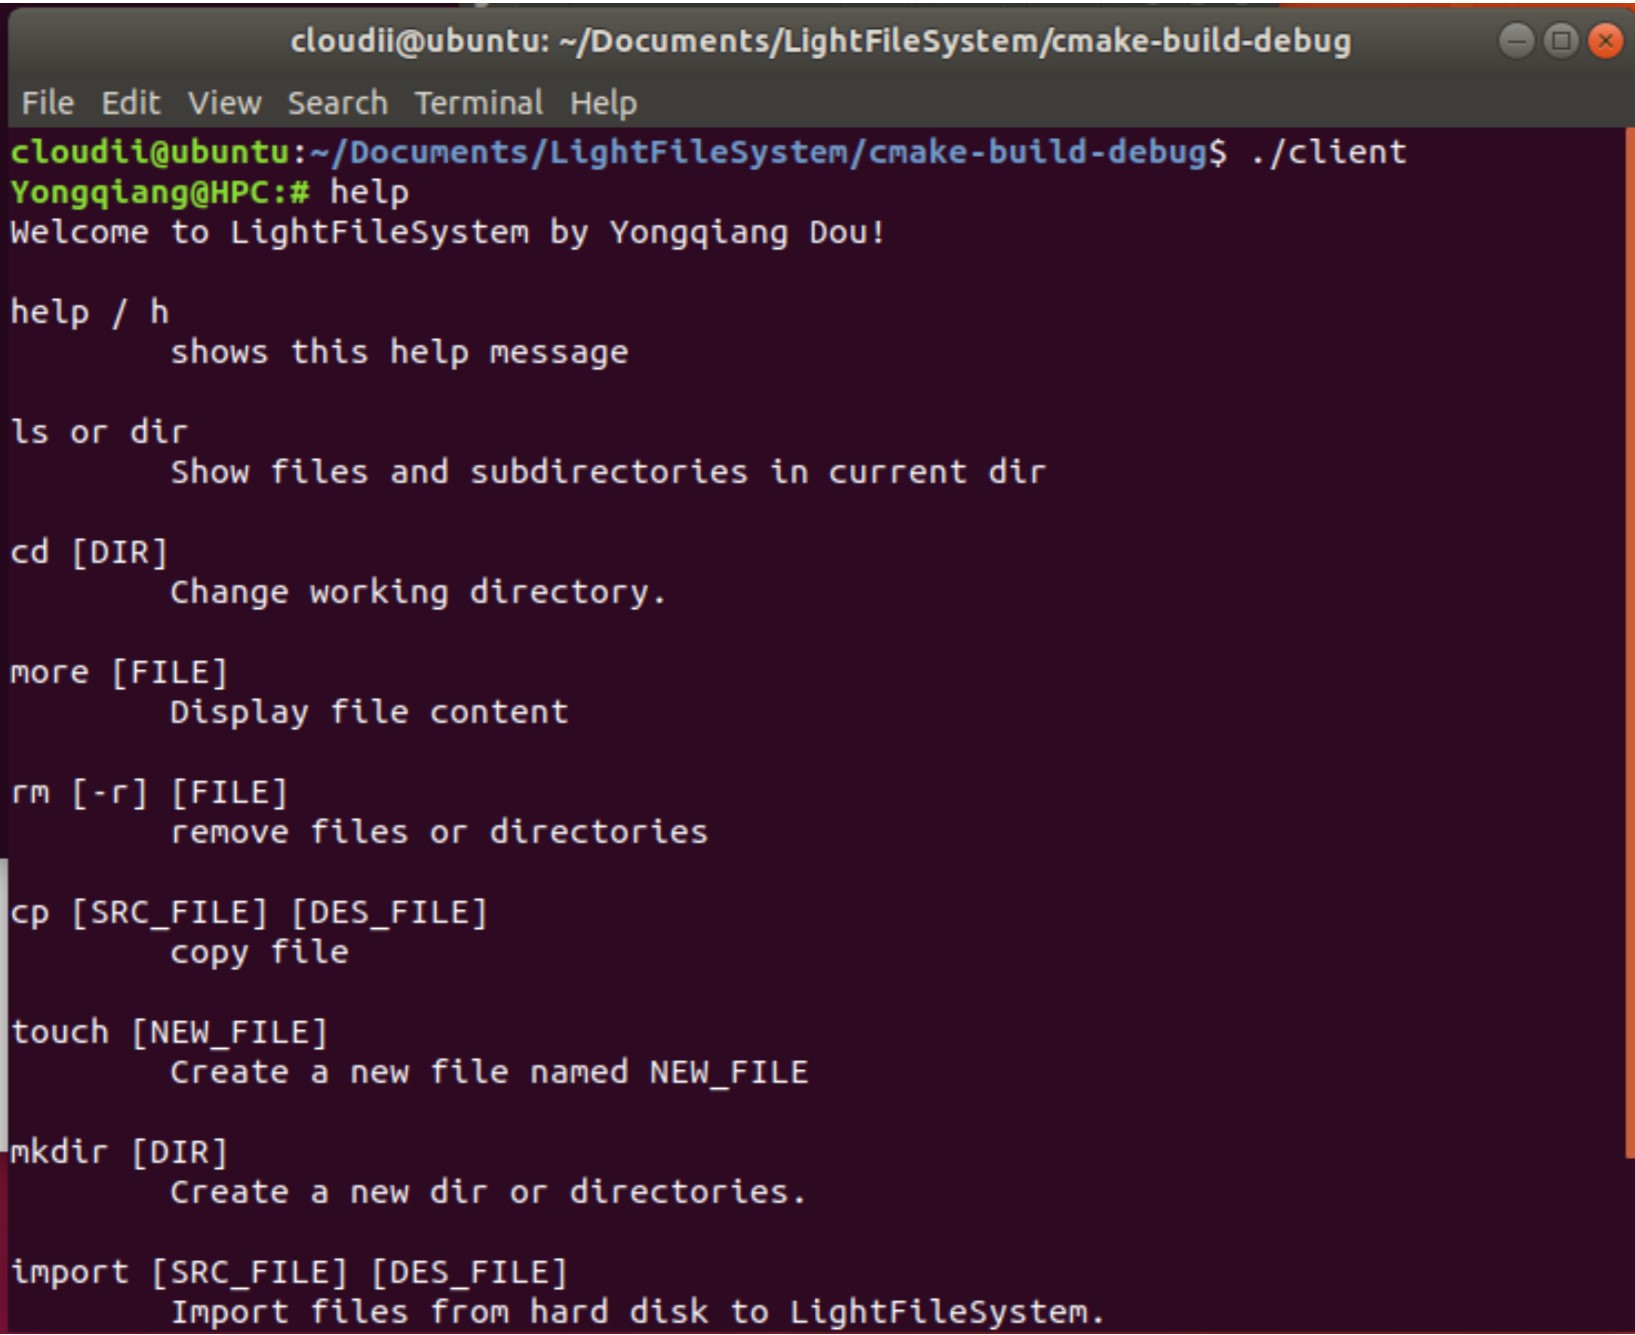 cloudii@ubuntu: ~/Documents/LightFileSystem/cmake-build-debug
File Edit View Search Terminal Help
cloudii@ubuntu:~/Documents/LightFileSystem/cmake-build-debug$ ./client
Yongqiang@HPC:# help
Welcome to LightFileSystem by Yongqiang Dou!
help / h
shows this help message
ls or dir
Show files and subdirectories in current dir
cd [DIR]
Change working directory.
more [FILE]
Display file content
rm [-r] [FILE]
remove files or directories
cp [SRC_FILE] [DES_FILE]
copy file
touch [NEW_FILE]
Create a new file named NEW_FILE
mkdir [DIR]
Create a new dir or directories.
import [SRC_FILE] [DES_FILE]
Import files from hard disk to LightFileSystem.